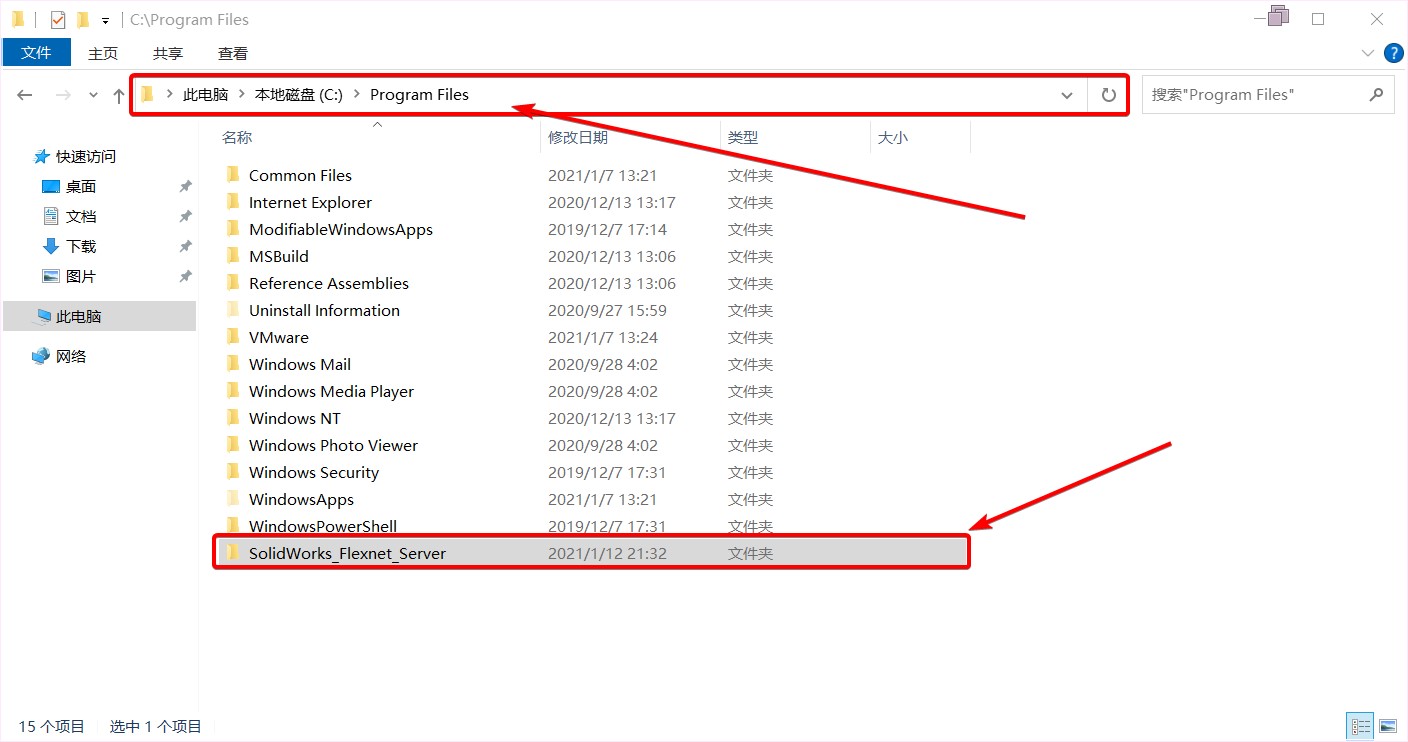 C:\Program Files
文件 主页 共享 查看
此电脑 本地磁盘 (C:) Program Files
搜索"Program Files"
名称 修改日期 类型 大小
快速访问
桌面
文档
下载
图片
此电脑
网络
Common Files 2021/1/7 13:21 文件夹
Internet Explorer 2020/12/13 13:17 文件夹
ModifiableWindowsApps 2019/12/7 17:14 文件夹
MSBuild 2020/12/13 13:06 文件夹
Reference Assemblies 2020/12/13 13:06 文件夹
Uninstall Information 2020/9/27 15:59 文件夹
VMware 2021/1/7 13:24 文件夹
Windows Mail 2020/9/28 4:02 文件夹
Windows Media Player 2020/9/28 4:02 文件夹
Windows NT 2020/12/13 13:17 文件夹
Windows Photo Viewer 2020/9/28 4:02 文件夹
Windows Security 2019/12/7 17:31 文件夹
WindowsApps 2021/1/7 13:21 文件夹
WindowsPowerShell 2019/12/7 17:31 文件夹
SolidWorks_Flexnet_Server 2021/1/12 21:32 文件夹
15 个项目 选中 1 个项目